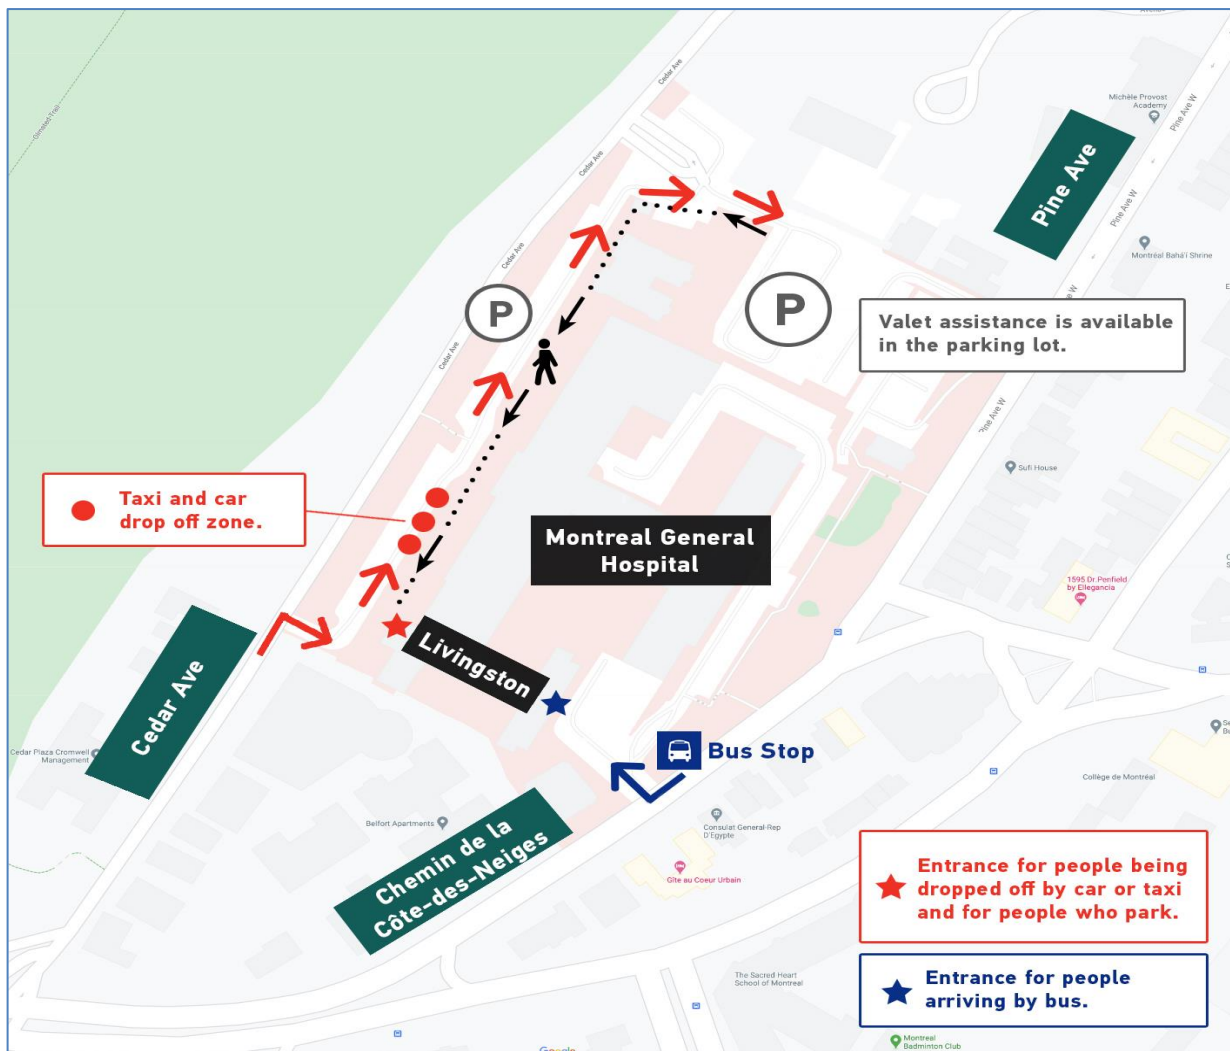 Avenue
Cedar Ave
Michèle Provost
Academy
Olmsted Trail
Pine Ave W
Pine Ave
Cedar Ave
Pine Ave W
Cedar Ave
Montréal Bahá'í Shrine
P
P
Valet assistance is available
in the parking lot.
Cedar Ave
Pine Ave W
Sufi House
Taxi and car
drop off zone.
Montreal General
Hospital
1595 Dr. Penfield
by Ellegancia
Livingston
Cedar Ave
Cedar Plaza Cromwell
Management
Bus Stop
Collège de Montréal
Belfort Apartments
Consulat General-Rep
D'Egypte
Chemin de la
Côte-des-Neiges
Gîte au Coeur Urbain
Entrance for people being
dropped off by car or taxi
and for people who park.
The Sacred Heart
School of Montreal
Entrance for people
arriving by bus.
Montreal
Badminton Club
Google